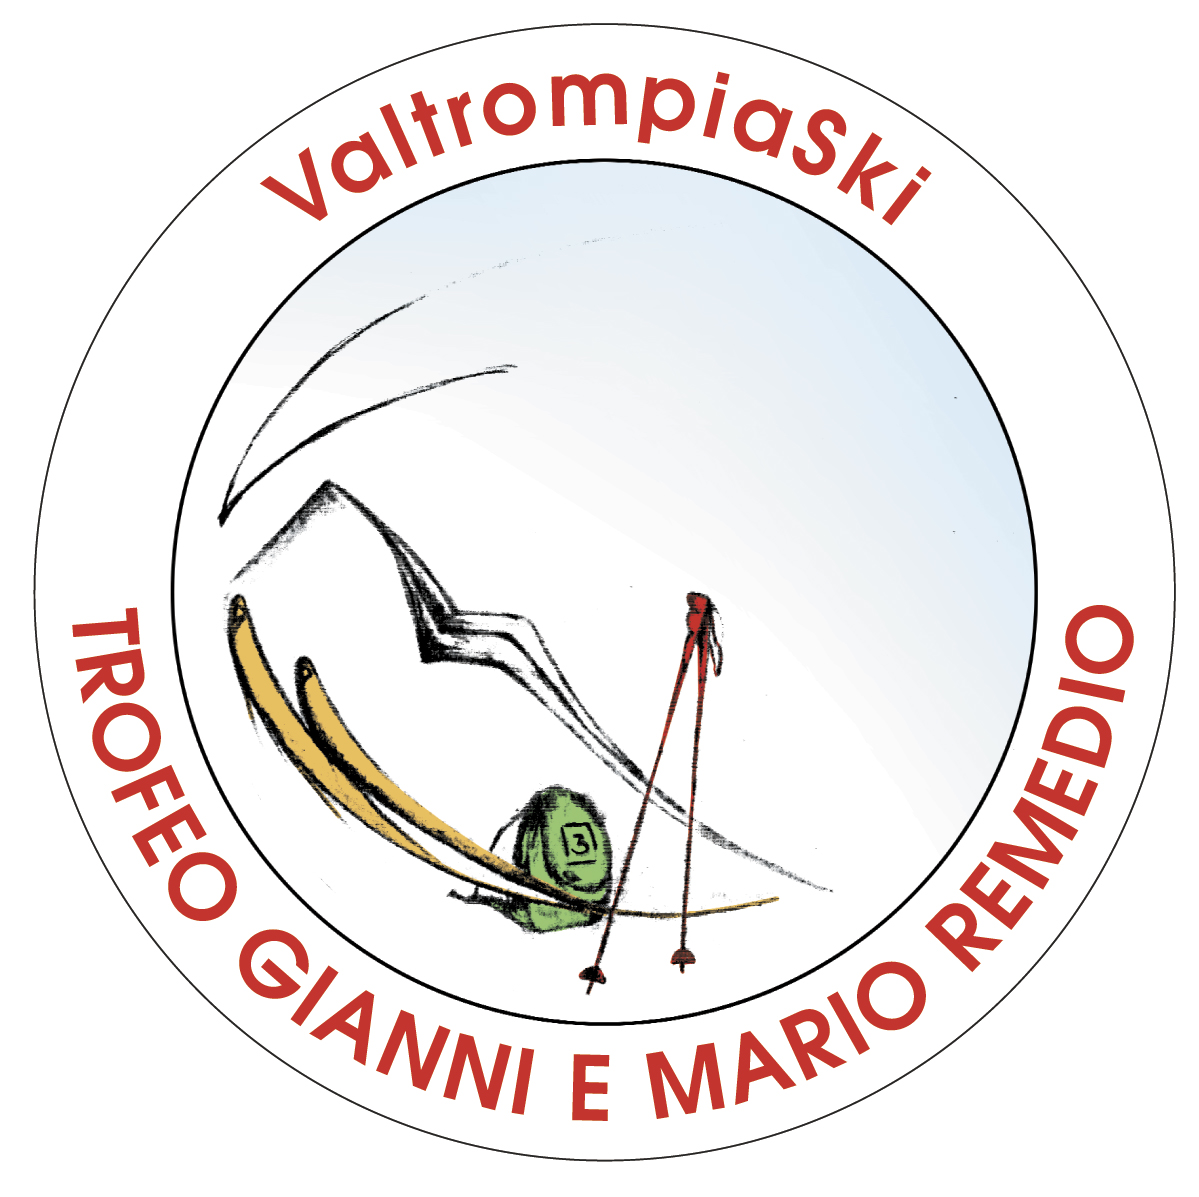 ValtrompiaSki
3
TROFEO GIANNI E MARIO REMEDIO